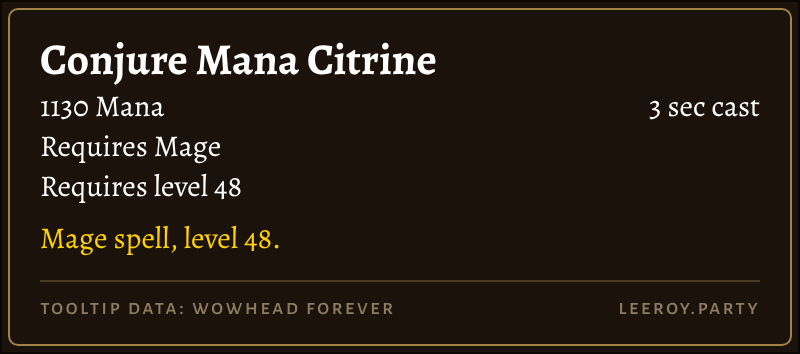 Conjure Mana Citrine
1130 Mana 3 sec cast
Requires Mage
Requires level 48
Mage spell, level 48.
TOOLTIP DATA: WOWHEAD FOREVER LEEROY.PARTY